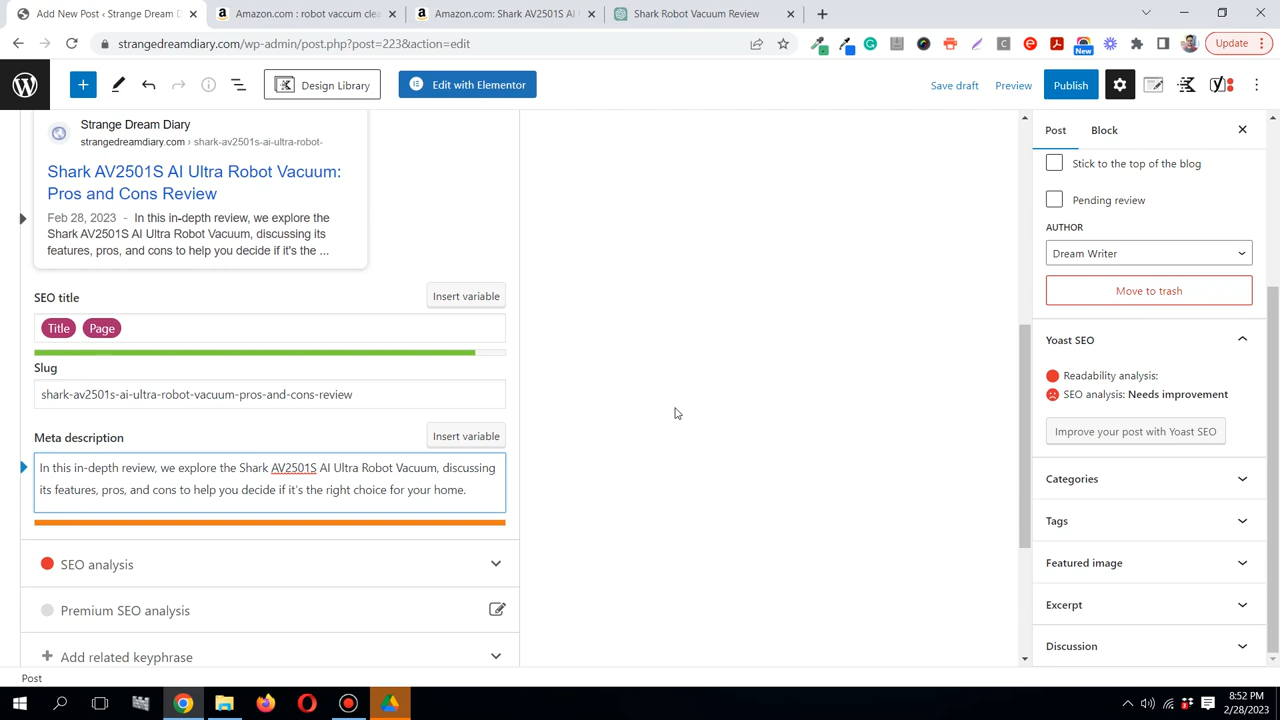 Add New Post ‹ Strange Dream D
Amazon.com : robot vaccum cle
Amazon.com: Shark AV2501S AI U
Shark Robot Vacuum Review
strangedreamdiary.com/wp-admin/post.php?post=223&action=edit
New
Update
Design Library
Edit with Elementor
Save draft
Preview
Publish
Strange Dream Diary
strangedreamdiary.com › shark-av2501s-ai-ultra-robot-
Shark AV2501S AI Ultra Robot Vacuum:
Pros and Cons Review
Feb 28, 2023 - In this in-depth review, we explore the
Shark AV2501S AI Ultra Robot Vacuum, discussing its
features, pros, and cons to help you decide if it's the ...
SEO title
Insert variable
Title Page
Slug
shark-av2501s-ai-ultra-robot-vacuum-pros-and-cons-review
Meta description
Insert variable
In this in-depth review, we explore the Shark AV2501S AI Ultra Robot Vacuum, discussing
its features, pros, and cons to help you decide if it's the right choice for your home.
SEO analysis
Premium SEO analysis
Add related keyphrase
Post
Block
Stick to the top of the blog
Pending review
AUTHOR
Dream Writer
Move to trash
Yoast SEO
Readability analysis:
SEO analysis: Needs improvement
Improve your post with Yoast SEO
Categories
Tags
Featured image
Excerpt
Discussion
Post
8:52 PM
2/28/2023